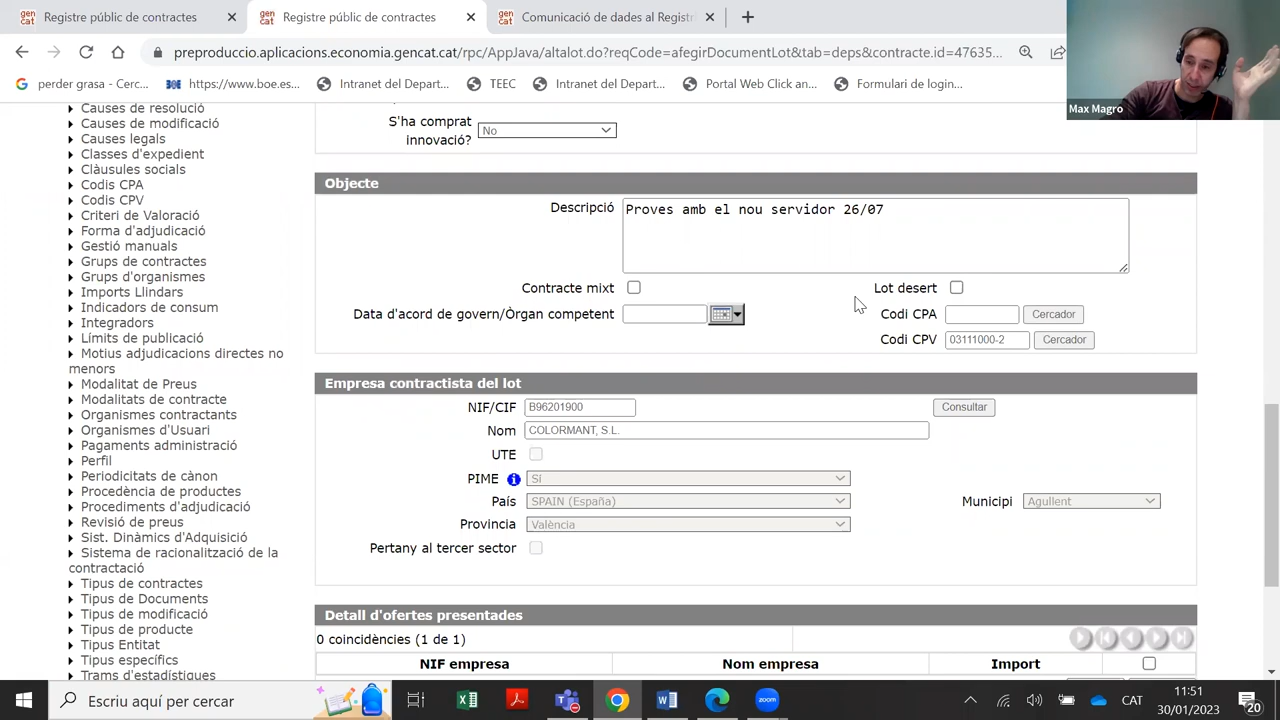 gen cat
Registre públic de contractes
gen cat
Registre públic de contractes
gen cat
Comunicació de dades al Registr
preproduccio.aplicacions.economia.gencat.cat/rpc/AppJava/altalot.do?reqCode=afegirDocumentLot&tab=deps&contracte.id=47635...
perder grasa - Cerc...
https://www.boe.es...
Intranet del Depart...
TEEC
Intranet del Depart...
Portal Web Click an...
Formulari de login...
Max Magro
Causes de resolució
Causes de modificació
Causes legals
Classes d'expedient
Clàusules socials
Codis CPA
Codis CPV
Criteri de Valoració
Forma d'adjudicació
Gestió manuals
Grups de contractes
Grups d'organismes
Imports Llindars
Indicadors de consum
Integradors
Límits de publicació
Motius adjudicacions directes no
menors
Modalitat de Preus
Modalitats de contracte
Organismes contractants
Organismes d'Usuari
Pagaments administració
Perfil
Periodicitats de cànon
Procedència de productes
Procediments d'adjudicació
Revisió de preus
Sist. Dinàmics d'Adquisició
Sistema de racionalització de la
contractació
Tipus de contractes
Tipus de Documents
Tipus de modificació
Tipus de producte
Tipus Entitat
Tipus específics
Trams d'estadístiques
S'ha comprat
innovació?
No
Objecte
Descripció
Proves amb el nou servidor 26/07
Contracte mixt
Lot desert
Data d'acord de govern/Òrgan competent
Codi CPA
Cercador
Codi CPV
03111000-2
Cercador
Empresa contractista del lot
NIF/CIF
B96201900
Consultar
Nom
COLORMANT, S.L.
UTE
PIME
Sí
País
SPAIN (España)
Municipi
Agullent
Provincia
València
Pertany al tercer sector
Detall d'ofertes presentades
0 coincidències (1 de 1)
NIF empresa
Nom empresa
Import
Escriu aquí per cercar
CAT
11:51
30/01/2023
20
zoom